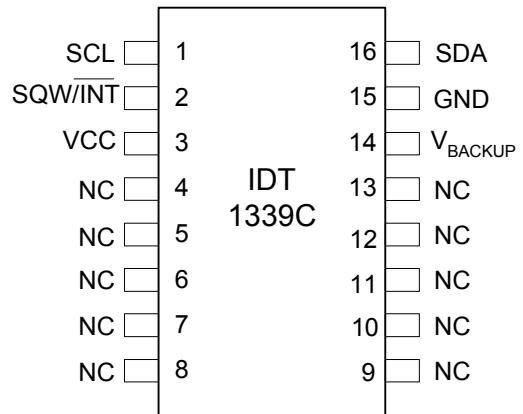 SCL 1 16 SDA
SQW/INT 2 15 GND
VCC 3 14 VBACKUP
NC 4 13 NC
IDT
1339C
NC 5 12 NC
NC 6 11 NC
NC 7 10 NC
NC 8 9 NC